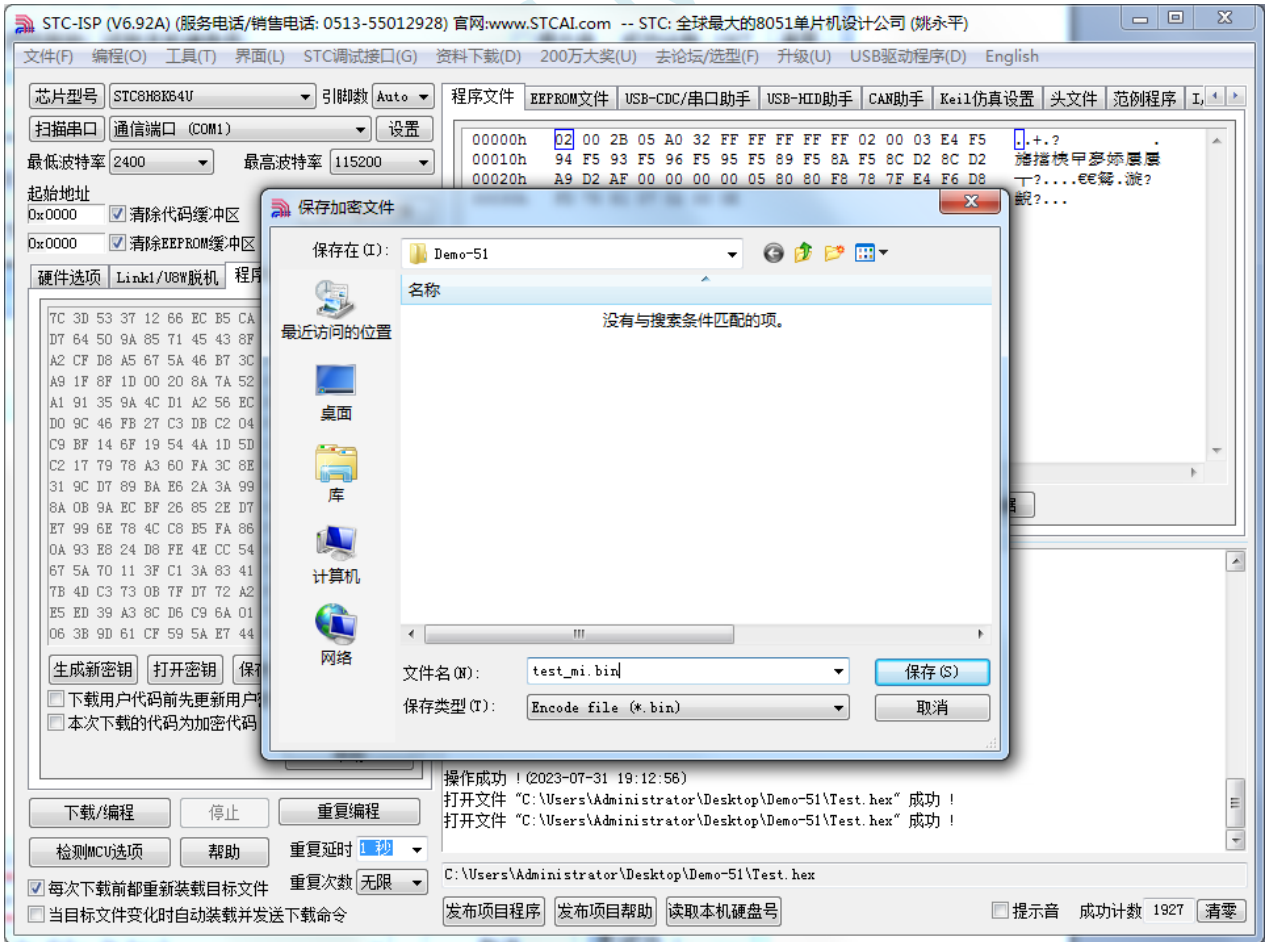 STC-ISP (V6.92A) (服务电话/销售电话: 0513-55012928) 官网:www.STCAI.com -- STC: 全球最大的8051单片机设计公司 (姚永平)
文件(F) 编程(O) 工具(T) 界面(L) STC调试接口(G) 资料下载(D) 200万大奖(U) 去论坛/选型(F) 升级(U) USB驱动程序(D) English
芯片型号 STC8H8K64U 引脚数 Auto
扫描串口 通信端口 (COM1) 设置
最低波特率 2400 最高波特率 115200
起始地址
0x0000 清除代码缓冲区
0x0000 清除EEPROM缓冲区
硬件选项 Link1/U8W脱机 程序
7C 3D 53 37 12 66 EC B5 CA
D7 64 50 9A 85 71 45 43 8F
A2 CF D8 A5 67 5A 46 B7 3C
A9 1F 8F 1D 00 20 8A 7A 52
A1 91 35 9A 4C D1 A2 56 EC
D0 9C 46 FB 27 C3 DB C2 04
C9 BF 14 6F 19 54 4A 1D 5D
C2 17 79 78 A3 60 FA 3C 8E
31 9C D7 89 BA E6 2A 3A 99
8A 0B 9A EC BF 26 85 2E D7
E7 99 6E 78 4C C8 B5 FA 86
0A 93 E8 24 D8 FE 4E CC 54
67 5A 70 11 3F C1 3A 83 41
7B 4D C3 73 0B 7F D7 72 A2
E5 ED 39 A3 8C D6 C9 6A 01
06 3B 9D 61 CF 59 5A E7 44
生成新密钥 打开密钥
下载用户代码前先更新用户
本次下载的代码为加密代码
程序文件 EEPROM文件 USB-CDC/串口助手 USB-HID助手 CAN助手 Keil仿真设置 头文件 范例程序 I,
00000h 02 00 2B 05 A0 32 FF FF FF FF FF 02 00 03 E4 F5 ..+.? .
00010h 94 F5 93 F5 96 F5 95 F5 89 F5 8A F5 8C D2 8C D2
00020h A9 D2 AF 00 00 00 00 05 80 80 F8 78 7F E4 F6 D8
保存加密文件
保存在(I): Demo-51
名称
没有与搜索条件匹配的项。
最近访问的位置
桌面
库
计算机
网络
文件名(N): test_mi.bin 保存(S)
保存类型(T): Encode file (*.bin) 取消
操作成功 !(2023-07-31 19:12:56)
打开文件 "C:\Users\Administrator\Desktop\Demo-51\Test.hex" 成功 !
打开文件 "C:\Users\Administrator\Desktop\Demo-51\Test.hex" 成功 !
下载/编程 停止 重复编程
检测MCU选项 帮助 重复延时 1 秒
每次下载前都重新装载目标文件 重复次数 无限
当目标文件变化时自动装载并发送下载命令
C:\Users\Administrator\Desktop\Demo-51\Test.hex
发布项目程序 发布项目帮助 读取本机硬盘号 提示音 成功计数 1927 清零